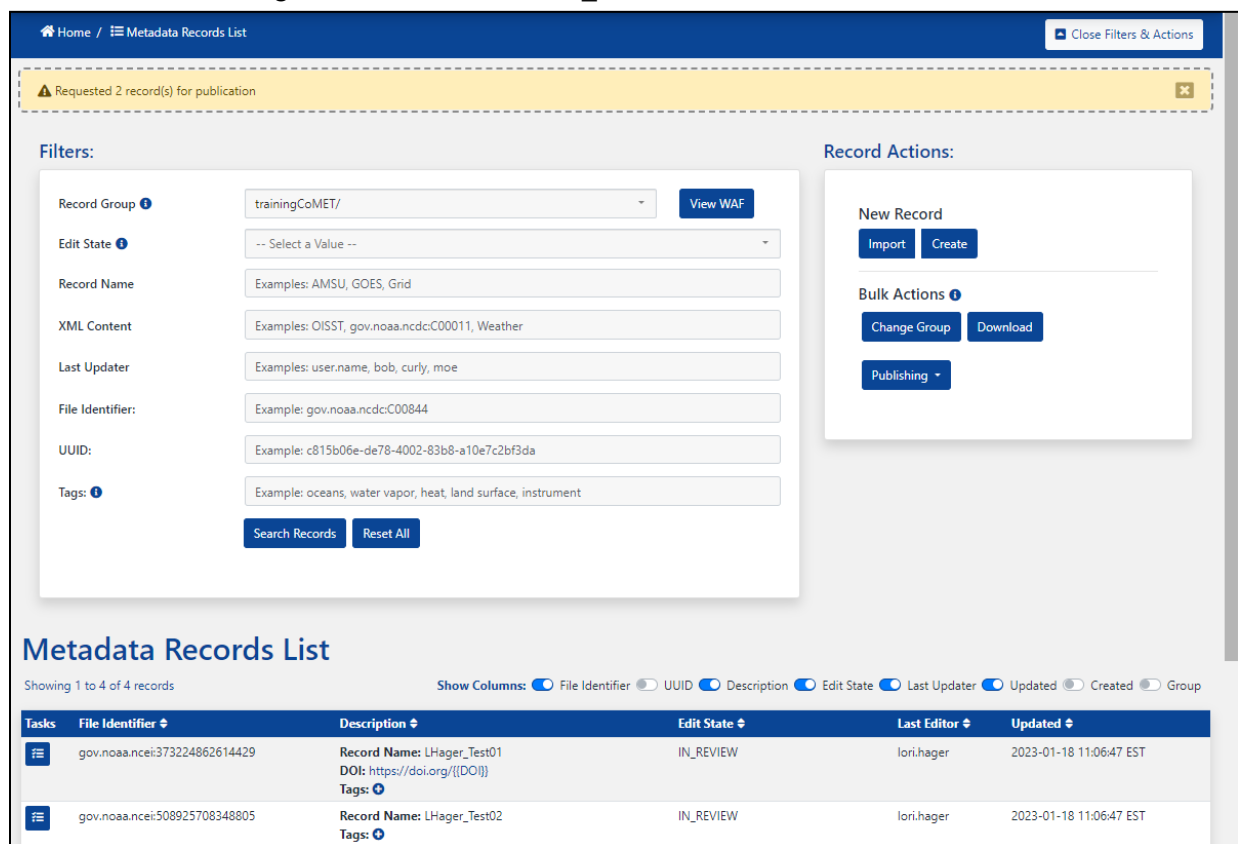 Home / Metadata Records List
Close Filters & Actions
Requested 2 record(s) for publication
Filters:
Record Actions:
Record Group
trainingCoMET/
View WAF
New Record
Edit State
-- Select a Value --
Import
Create
Record Name
Examples: AMSU, GOES, Grid
Bulk Actions
XML Content
Examples: OISST, gov.noaa.ncdc:C00011, Weather
Change Group
Download
Last Updater
Examples: user.name, bob, curly, moe
Publishing
File Identifier:
Example: gov.noaa.ncdc:C00844
UUID:
Example: c815b06e-de78-4002-83b8-a10e7c2bf3da
Tags:
Example: oceans, water vapor, heat, land surface, instrument
Search Records
Reset All
Metadata Records List
Showing 1 to 4 of 4 records
Show Columns: File Identifier UUID Description Edit State Last Updater Updated Created Group
Tasks File Identifier Description Edit State Last Editor Updated
gov.noaa.ncei:373224862614429 Record Name: LHager_Test01 IN_REVIEW lori.hager 2023-01-18 11:06:47 EST
DOI: https://doi.org/{{DOI}}
Tags:
gov.noaa.ncei:508925708348805 Record Name: LHager_Test02 IN_REVIEW lori.hager 2023-01-18 11:06:47 EST
Tags: